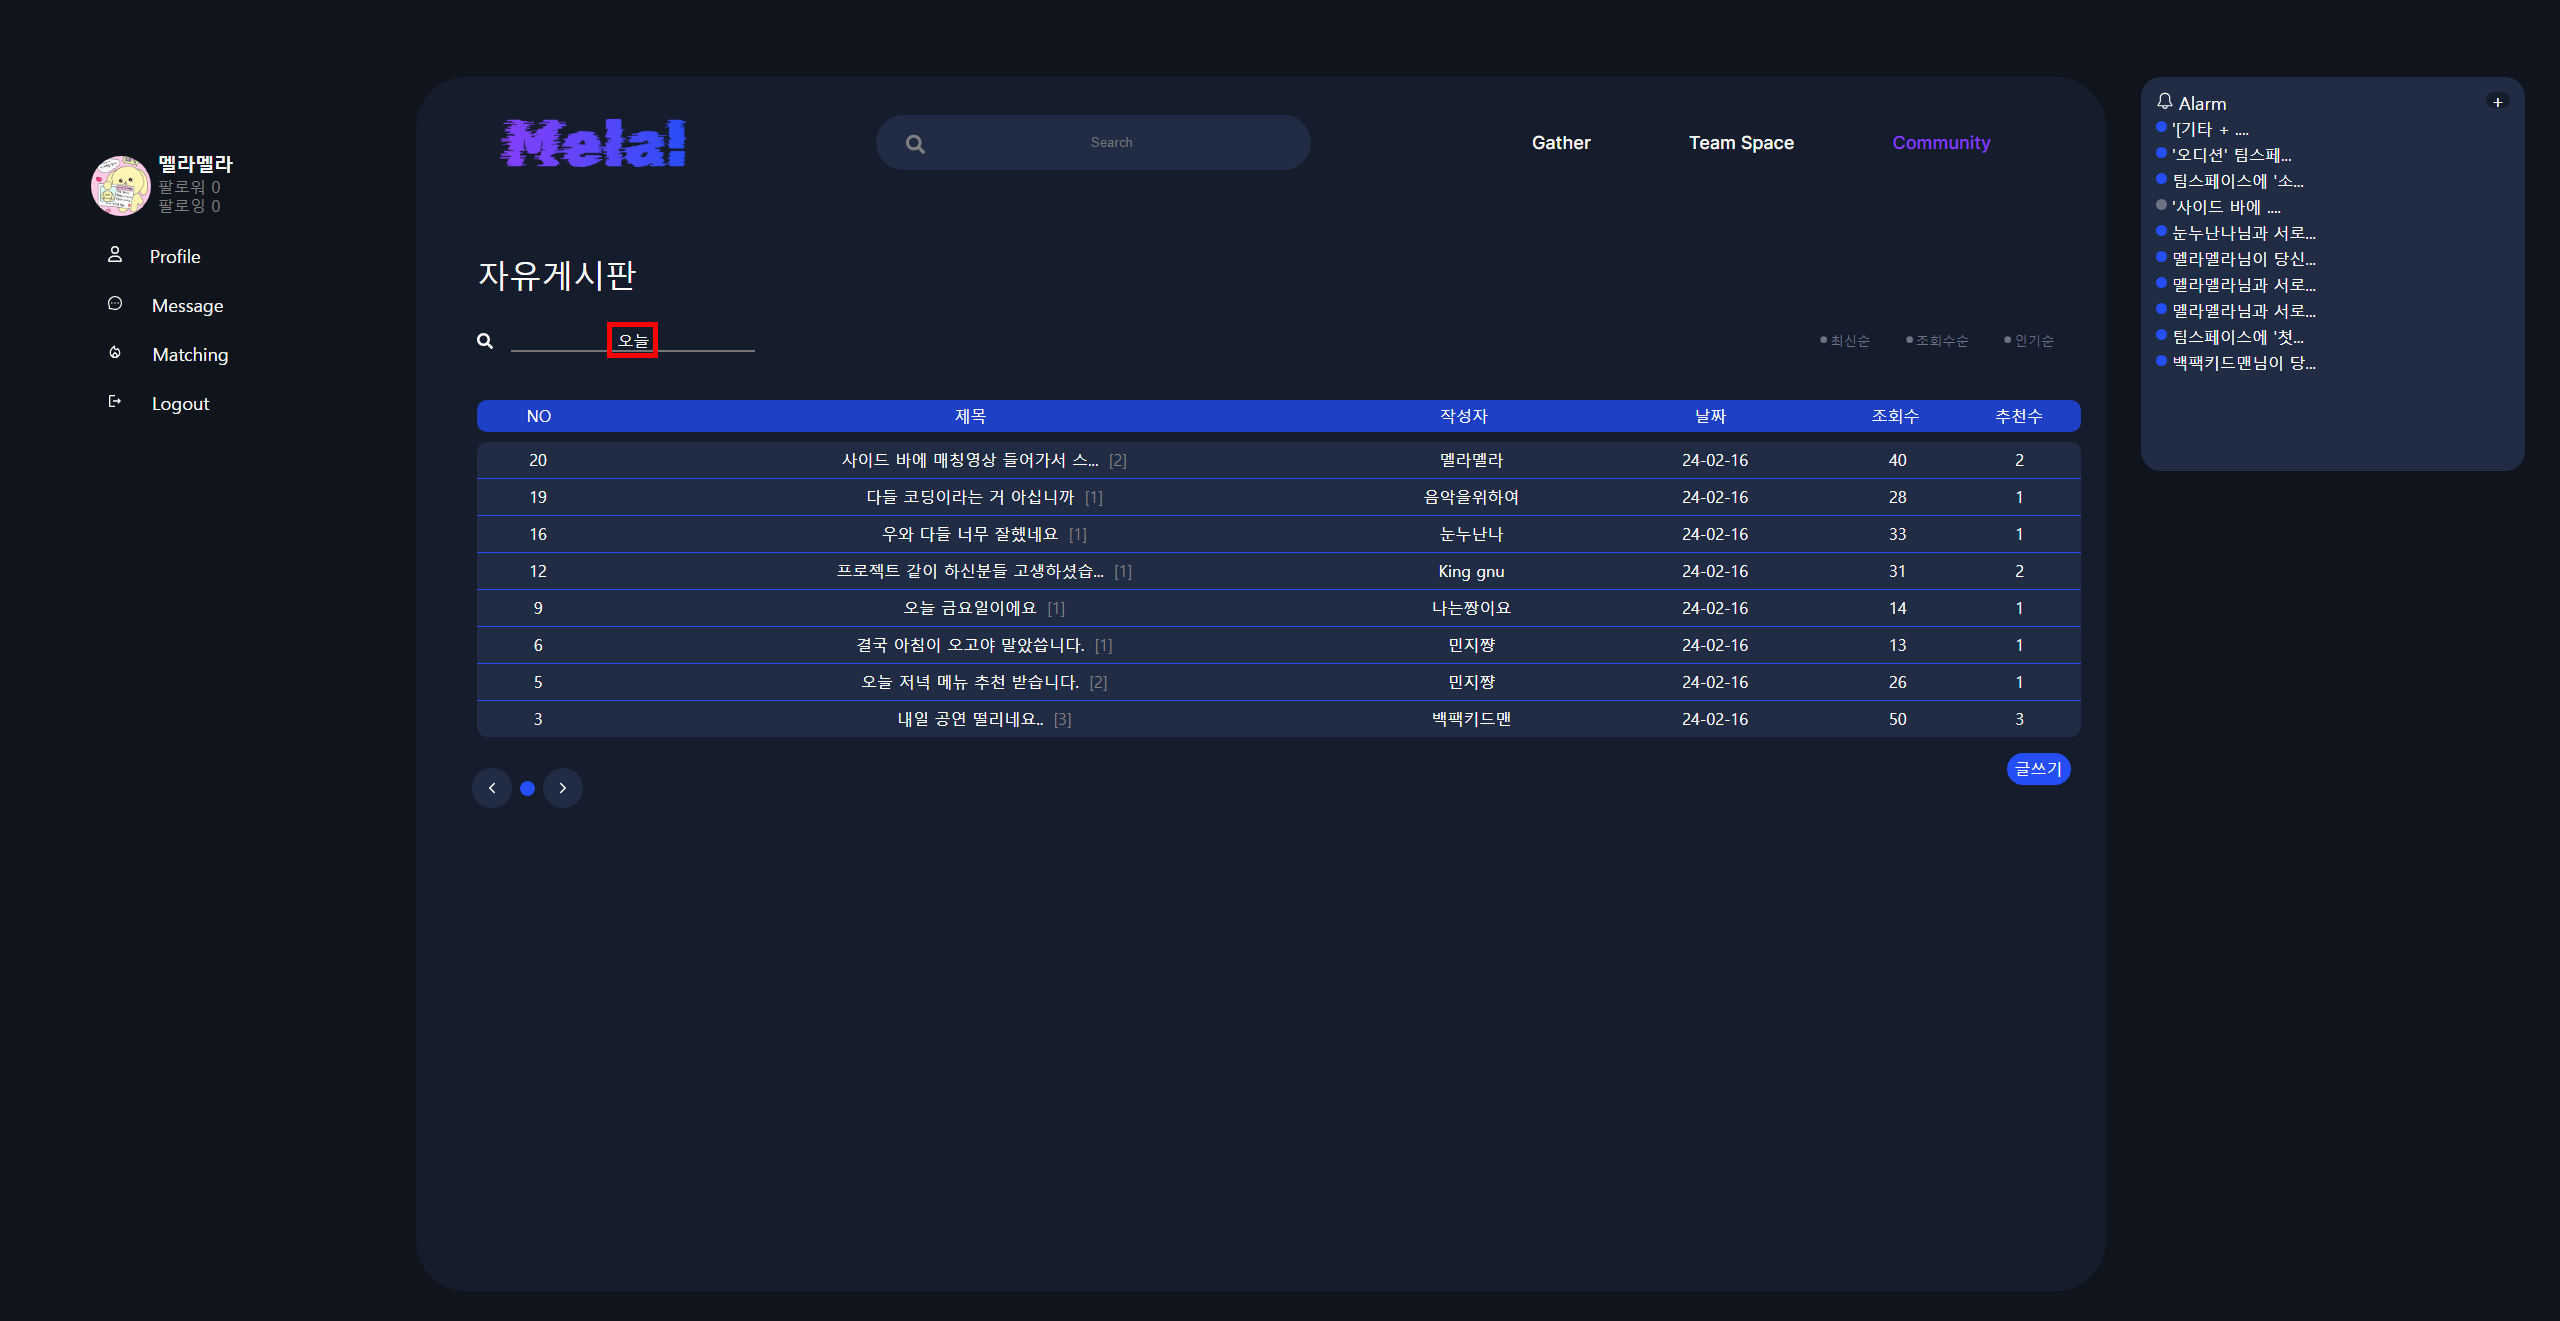 멜라멜라
팔로워 0
팔로잉 0
Profile
Message
Matching
Logout
Mela!
Search
Gather
Team Space
Community
자유게시판
오늘
최신순
조회수순
인기순
NO 제목 작성자 날짜 조회수 추천수
20 사이드 바에 매칭영상 들어가서 스... [2] 멜라멜라 24-02-16 40 2
19 다들 코딩이라는 거 아십니까 [1] 음악을위하여 24-02-16 28 1
16 우와 다들 너무 잘했네요 [1] 눈누난나 24-02-16 33 1
12 프로젝트 같이 하신분들 고생하셨습... [1] King gnu 24-02-16 31 2
9 오늘 금요일이에요 [1] 나는짱이요 24-02-16 14 1
6 결국 아침이 오고야 말았씁니다. [1] 민지쨩 24-02-16 13 1
5 오늘 저녁 메뉴 추천 받습니다. [2] 민지쨩 24-02-16 26 1
3 내일 공연 떨리네요.. [3] 백팩키드맨 24-02-16 50 3
글쓰기
Alarm
+
'[기타 + ....
'오디션' 팀스페...
팀스페이스에 '소...
'사이드 바에 ....
눈누난나님과 서로...
멜라멜라님이 당신...
멜라멜라님과 서로...
멜라멜라님과 서로...
팀스페이스에 '첫...
백팩키드맨님이 당...